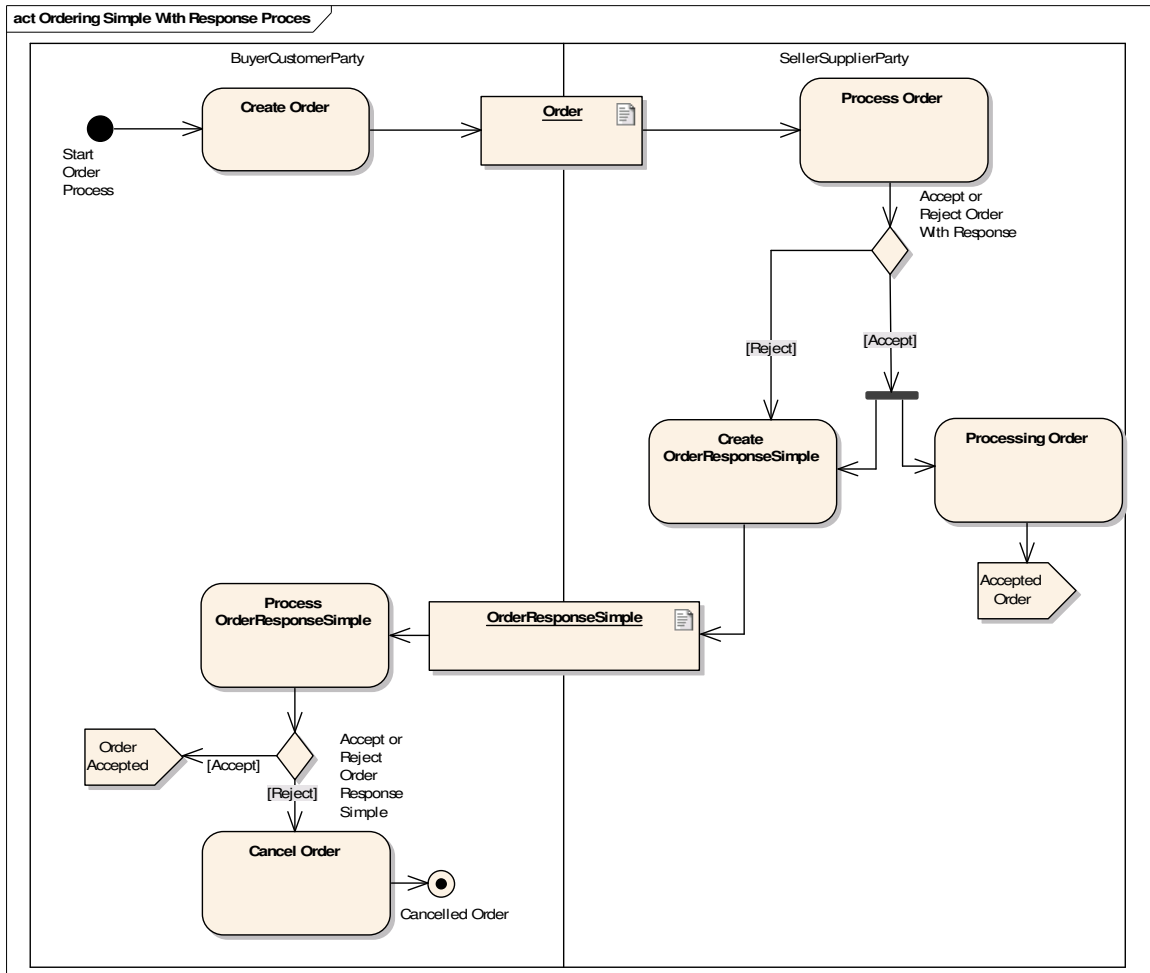 act Ordering Simple With Response Proces
BuyerCustomerParty
SellerSupplierParty
Create Order
Order
Process Order
Start
Order
Process
Accept or
Reject Order
With Response
[Reject]
[Accept]
Create
OrderResponseSimple
Processing Order
Accepted
Order
Process
OrderResponseSimple
OrderResponseSimple
Order
Accepted
[Accept]
Accept or
Reject
Order
Response
Simple
[Reject]
Cancel Order
Cancelled Order